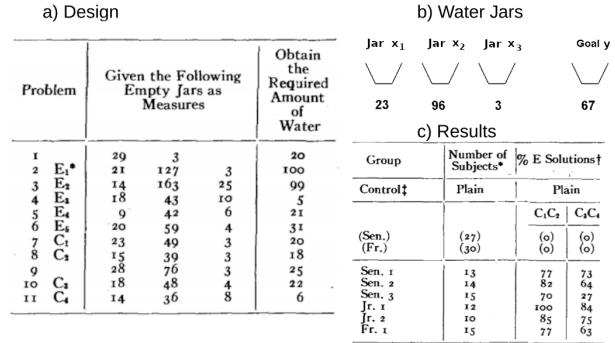 a) Design
Problem
Given the Following
Empty Jars as
Measures
Obtain
the
Required
Amount
of
Water
1 29 3 20
2 E₁* 21 127 3 100
3 E₂ 14 163 25 99
4 E₃ 18 43 10 5
5 E₄ 9 42 6 21
6 E₅ 20 59 4 31
7 C₁ 23 49 3 20
8 C₂ 15 39 3 18
9 28 76 3 25
10 C₃ 18 48 4 22
11 C₄ 14 36 8 6
b) Water Jars
Jar x₁ Jar x₂ Jar x₃ Goal y
23 96 3 67
c) Results
Group
Number of
Subjects*
% E Solutions†
Control‡ Plain Plain
C₁C₂ C₃C₄
(Sen.) (27) (0) (0)
(Fr.) (30) (0) (0)
Sen. 1 13 77 73
Sen. 2 14 82 64
Sen. 3 15 70 27
Jr. 1 12 100 84
Jr. 2 10 85 75
Fr. 1 15 77 63